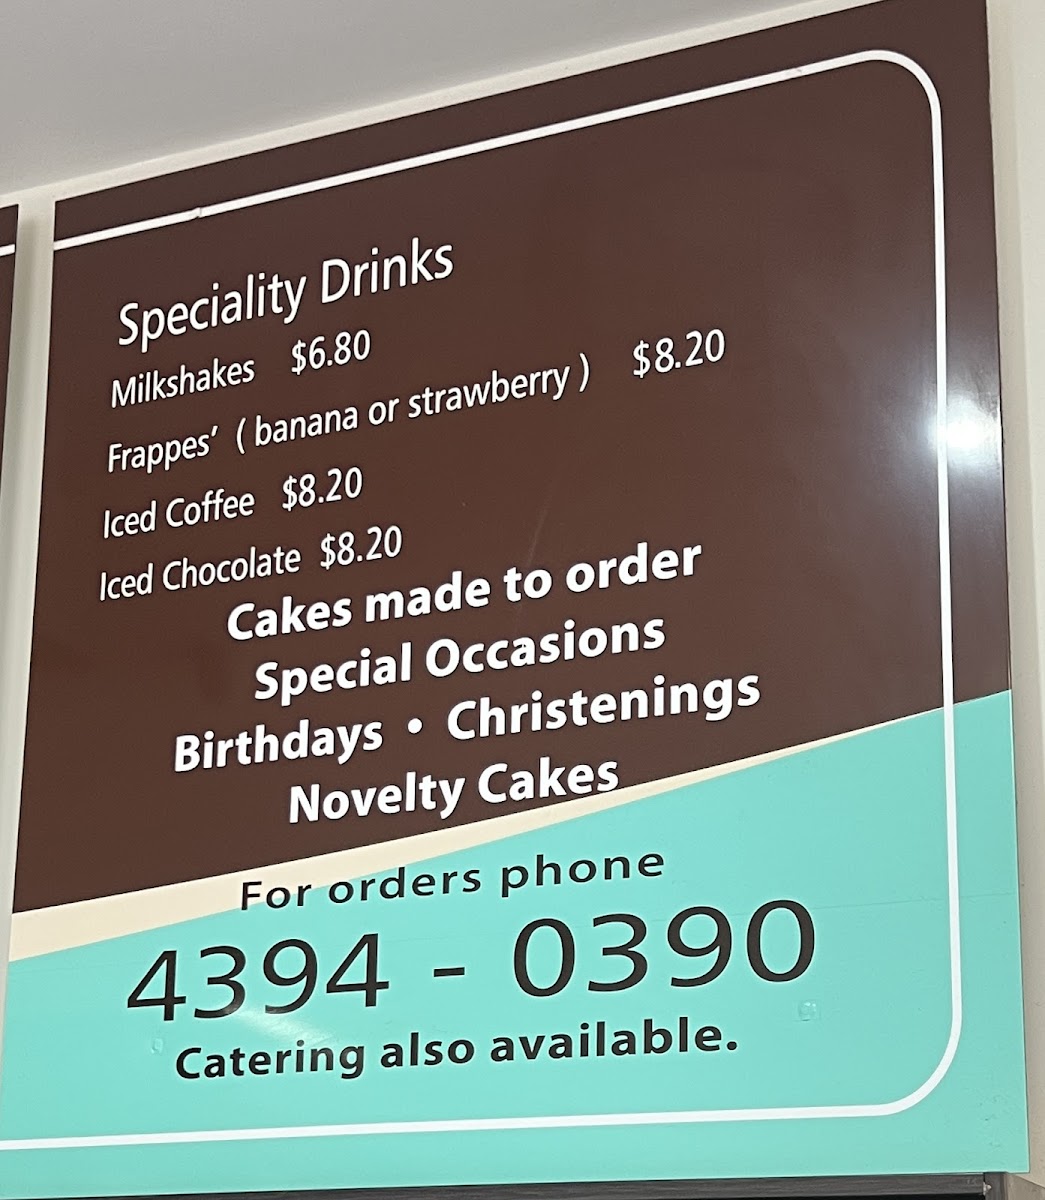 Speciality Drinks
Milkshakes $6.80
Frappes' ( banana or strawberry ) $8.20
Iced Coffee $8.20
Iced Chocolate $8.20
Cakes made to order
Special Occasions
Birthdays • Christenings
Novelty Cakes
For orders phone
4394 - 0390
Catering also available.